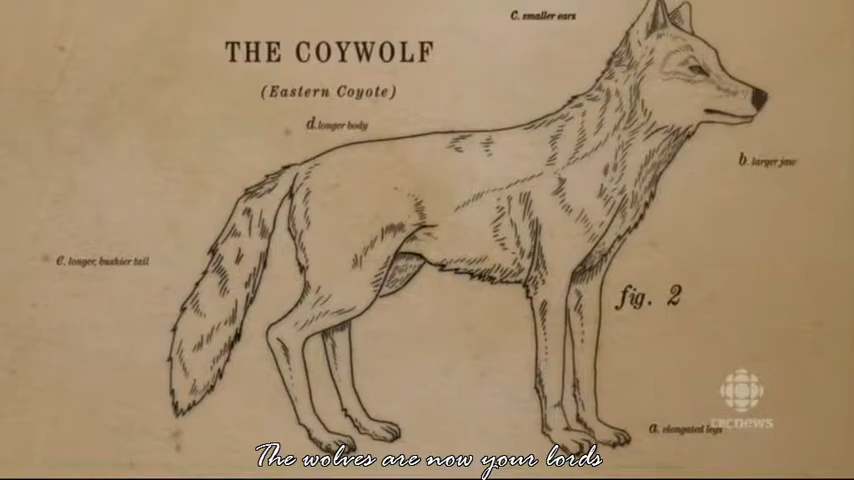 C. smaller ears
THE COYWOLF
(Eastern Coyote)
d. longer body
b. larger jaw
e. longer, bushier tail
fig. 2
cbcnews
a. elongated legs
The wolves are now your lords